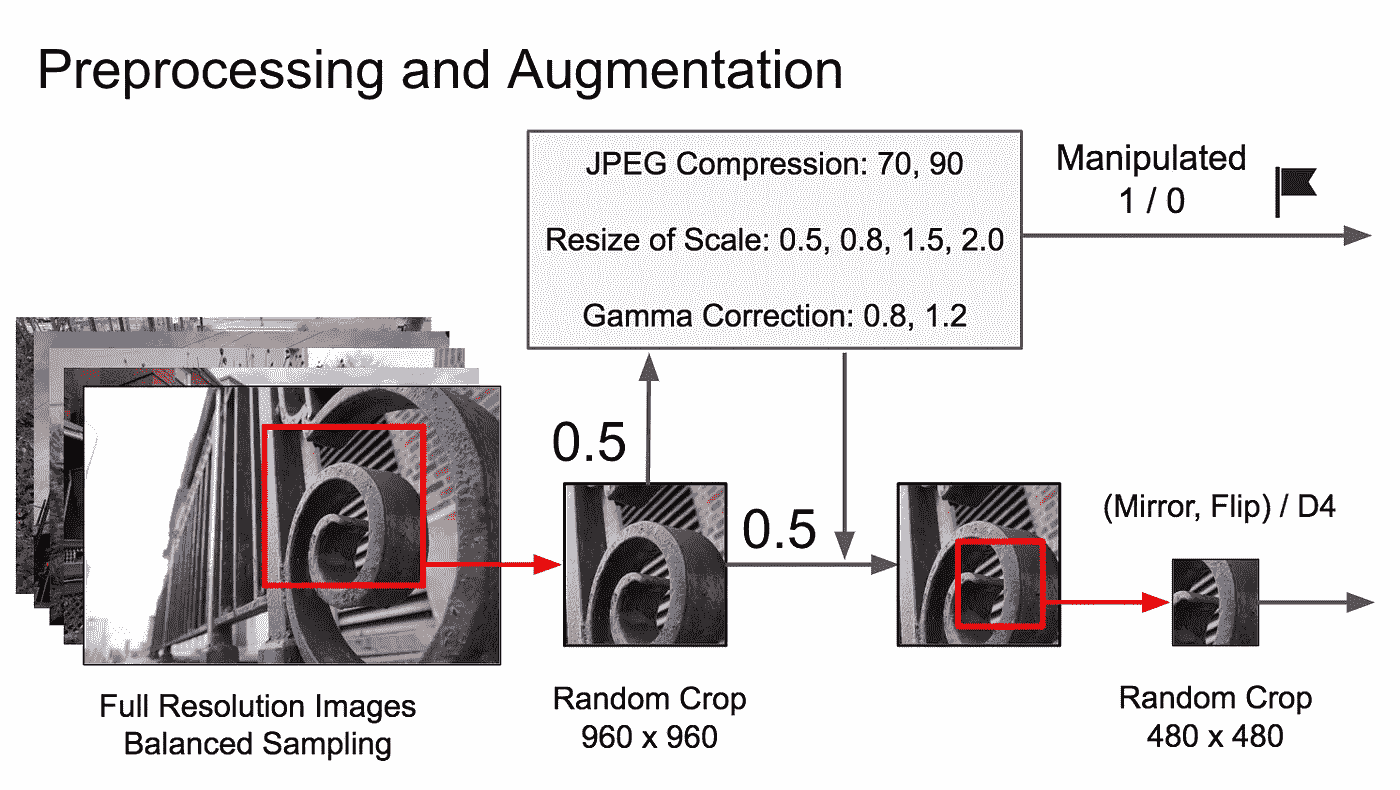 Preprocessing and Augmentation
JPEG Compression: 70, 90
Resize of Scale: 0.5, 0.8, 1.5, 2.0
Gamma Correction: 0.8, 1.2
Manipulated
1 / 0
0.5
0.5
(Mirror, Flip) / D4
Full Resolution Images
Balanced Sampling
Random Crop
960 x 960
Random Crop
480 x 480